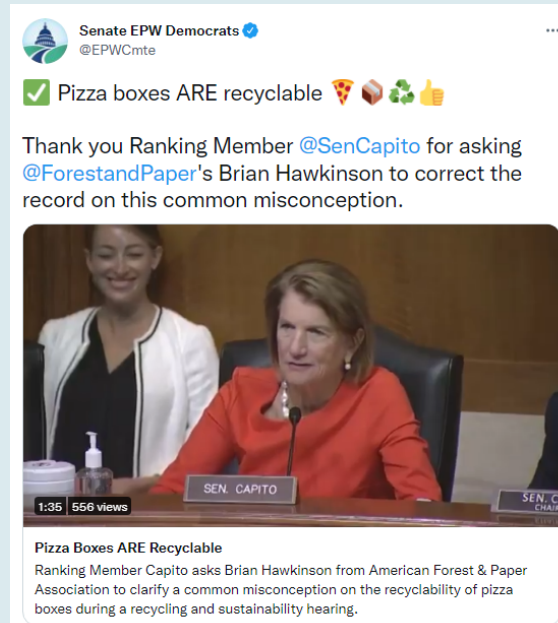 Senate EPW Democrats
@EPWCmte
✅ Pizza boxes ARE recyclable 🍕📦♻️👍
Thank you Ranking Member @SenCapito for asking
@ForestandPaper's Brian Hawkinson to correct the
record on this common misconception.
SEN. CAPITO
SEN. C
CHAI
1:35 556 views
Pizza Boxes ARE Recyclable
Ranking Member Capito asks Brian Hawkinson from American Forest & Paper
Association to clarify a common misconception on the recyclability of pizza
boxes during a recycling and sustainability hearing.